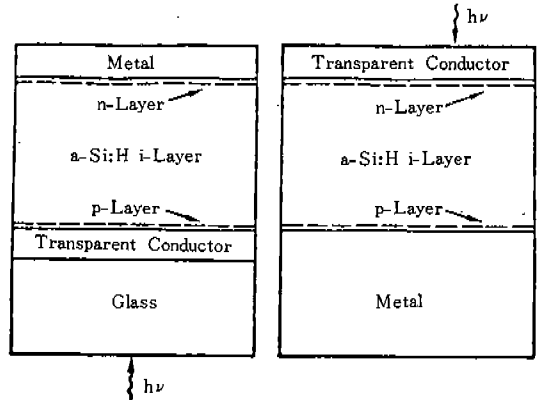 Metal
n-Layer
a-Si:H i-Layer
p-Layer
Transparent Conductor
Glass
hν
hν
Transparent Conductor
n-Layer
a-Si:H i-Layer
p-Layer
Metal